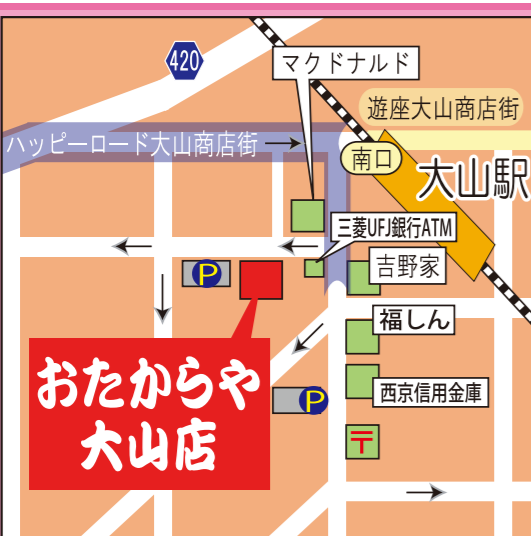 420
マクドナルド
遊座大山商店街
ハッピーロード大山商店街
南口
大山駅
三菱UFJ銀行ATM
P
吉野家
福しん
おたからや
大山店
西京信用金庫
P
〒